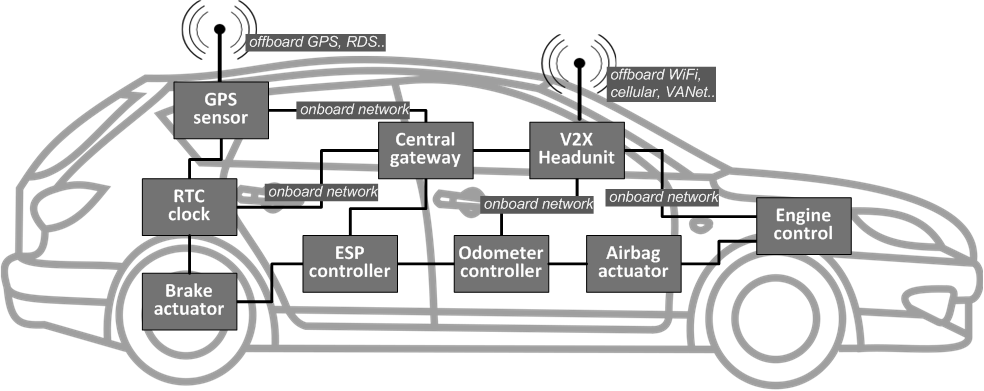 offboard GPS, RDS..
offboard WiFi,
cellular, VANet..
GPS
sensor
onboard network
Central
gateway
V2X
Headunit
RTC
clock
onboard network
onboard network
onboard network
Engine
control
ESP
controller
Odometer
controller
Airbag
actuator
Brake
actuator